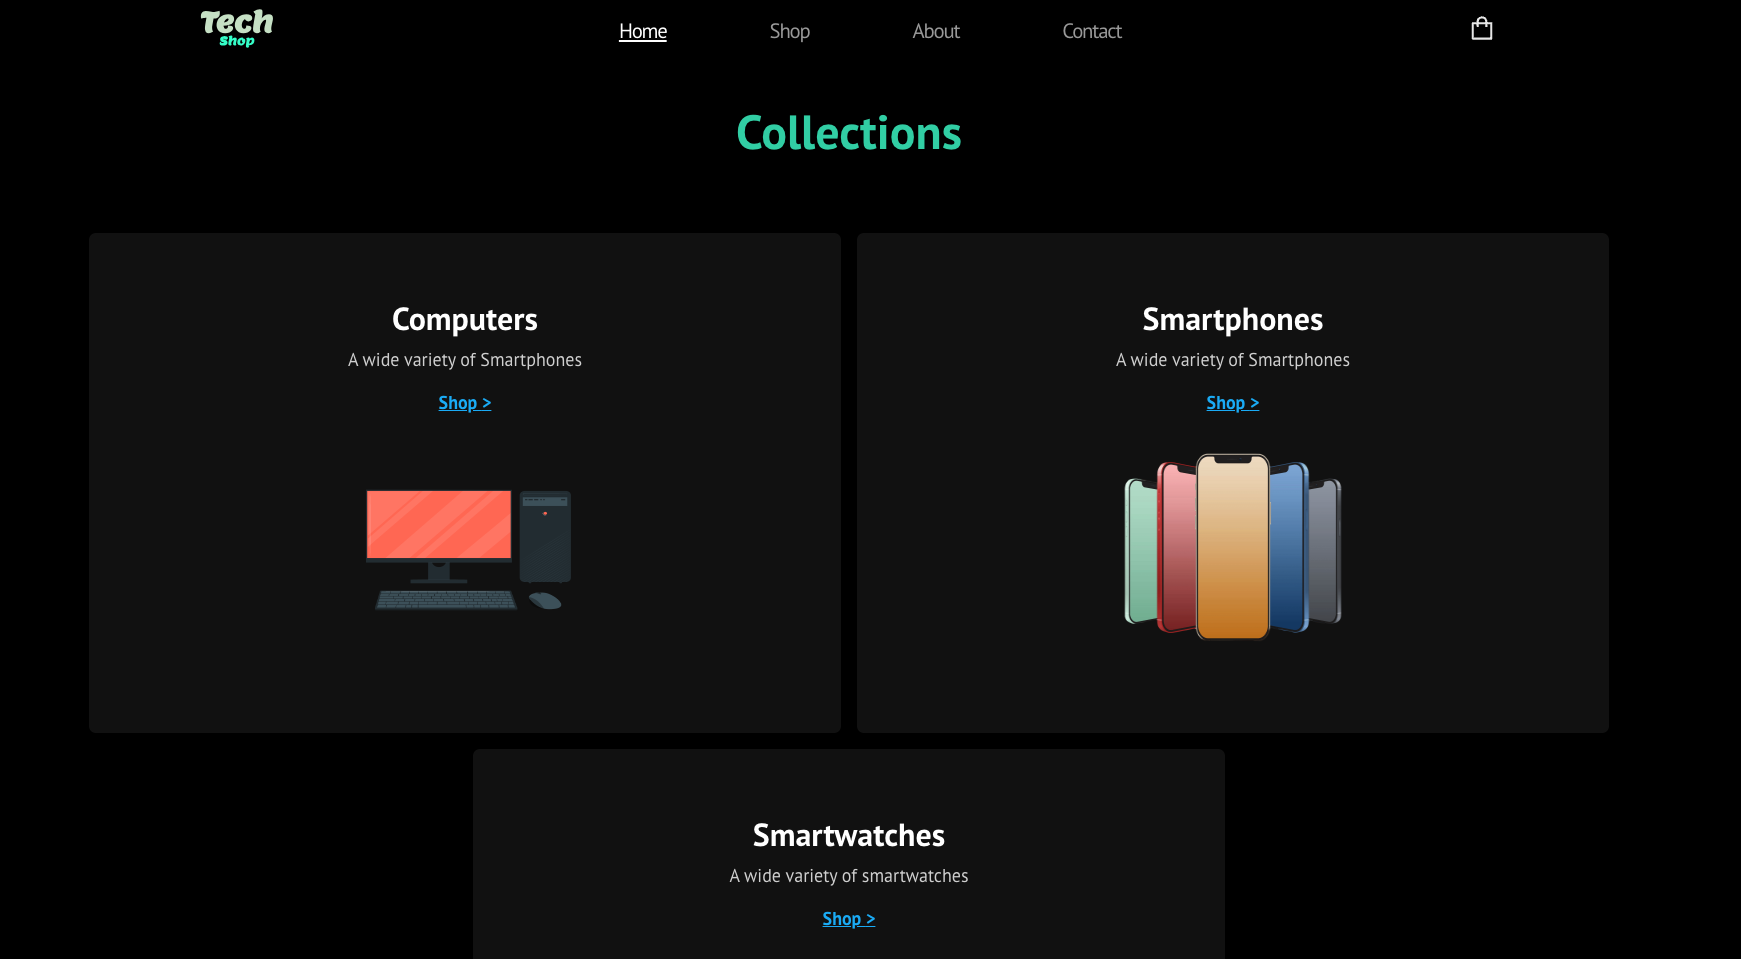 Tech
Shop
Home
Shop
About
Contact
Collections
Computers
A wide variety of Smartphones
Shop >
Smartphones
A wide variety of Smartphones
Shop >
Smartwatches
A wide variety of smartwatches
Shop >